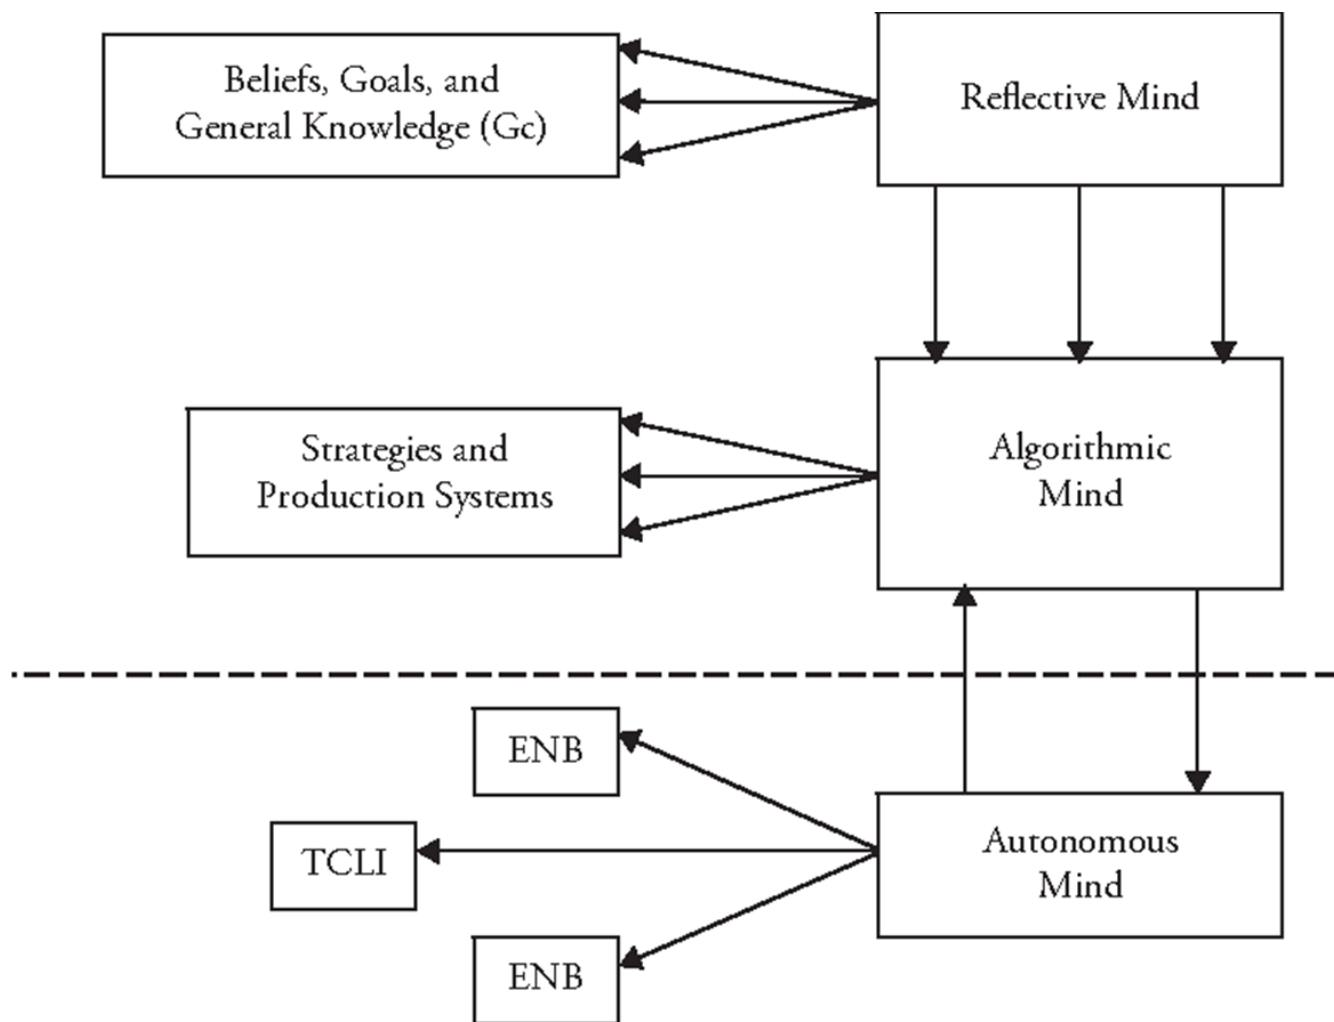 Beliefs, Goals, and
General Knowledge (Gc)
Reflective Mind
Strategies and
Production Systems
Algorithmic
Mind
ENB
TCLI
ENB
Autonomous
Mind